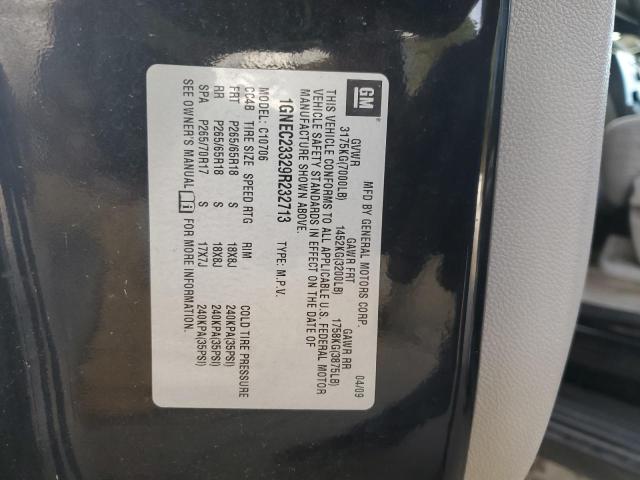 GM
MFD BY GENERAL MOTORS CORP. 04/09
GVWR GAWR FRT GAWR RR
3175KG(7000LB) 1452KG(3200LB) 1758KG(3875LB)
THIS VEHICLE CONFORMS TO ALL APPLICABLE U.S. FEDERAL MOTOR
VEHICLE SAFETY STANDARDS IN EFFECT ON THE DATE OF
MANUFACTURE SHOWN ABOVE.
1GNEC23329R232713 TYPE: M.P.V.
MODEL: C10706
CC4B TIRE SIZE SPEED RTG RIM COLD TIRE PRESSURE
FRT P265/65R18 S 18X8J 240KPA(35PSI)
RR P265/65R18 S 18X8J 240KPA(35PSI)
SPA P265/70R17 S 17X7J 240KPA(35PSI)
SEE OWNER'S MANUAL i FOR MORE INFORMATION.